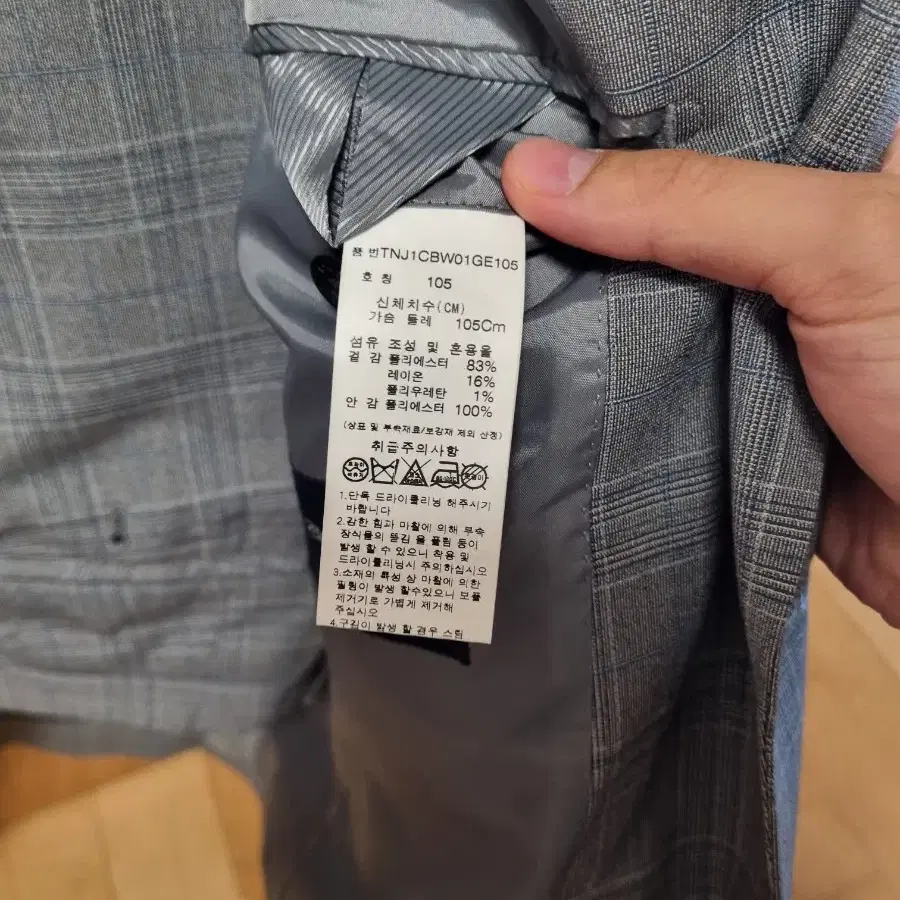 품 번TNJ1CBW01GE105
호 칭 105
신체치수(CM)
가슴 둘레 105Cm
섬유 조성 및 혼용율
겉 감 폴리에스터 83%
레이온 16%
폴리우레탄 1%
안 감 폴리에스터 100%
(상표 및 부착재료/보강재 제외 산정)
취급주의사항
1.단독 드라이클리닝 해주시기
바랍니다
2.강한 힘과 마찰에 의해 부속
장식물의 뜯김 올 풀림 등이
발생 할 수 있으니 착용 및
드라이클리닝시 주의하십시오
3.소재의 특성 상 마찰에 의한
필링이 발생 할수있으니 보풀
제거기로 가볍게 제거해
주십시오
4.구김이 발생 할 경우 스팀